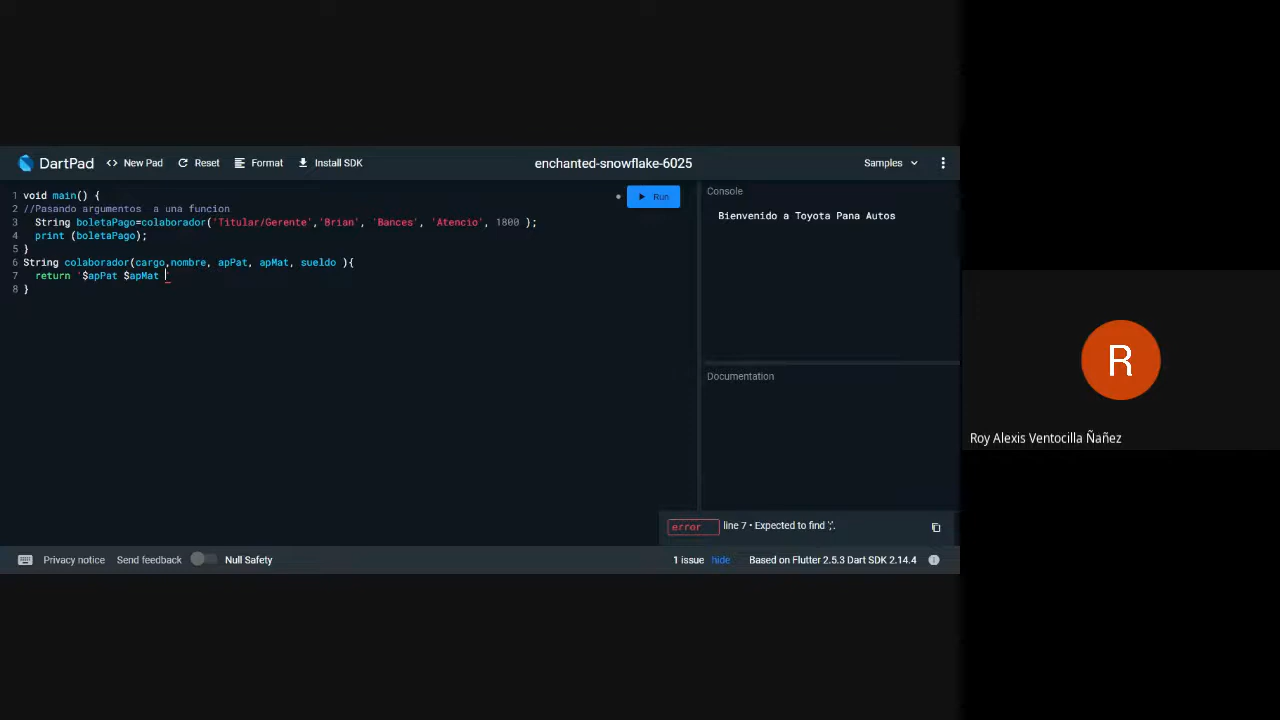 DartPad <> New Pad Reset Format Install SDK enchanted-snowflake-6025 Samples
1 void main() {
2 //Pasando argumentos a una funcion
3 String boletaPago=colaborador('Titular/Gerente','Brian', 'Bances', 'Atencio', 1800 );
4 print (boletaPago);
5 }
6 String colaborador(cargo,nombre, apPat, apMat, sueldo ){
7 return '$apPat $apMat '
8 }
Run
Console
Bienvenido a Toyota Pana Autos
Documentation
error line 7 • Expected to find ';'.
Privacy notice Send feedback Null Safety 1 issue hide Based on Flutter 2.5.3 Dart SDK 2.14.4
R
Roy Alexis Ventocilla Ñañez